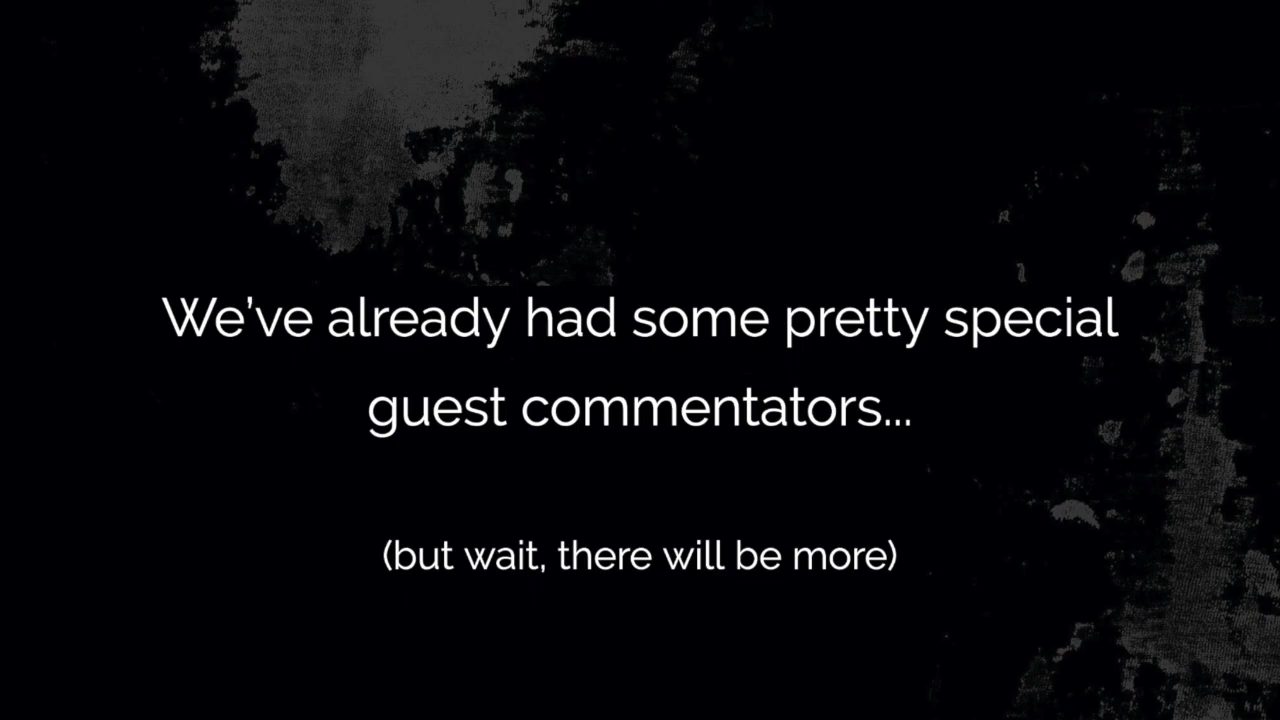 We’ve already had some pretty special
guest commentators...
(but wait, there will be more)